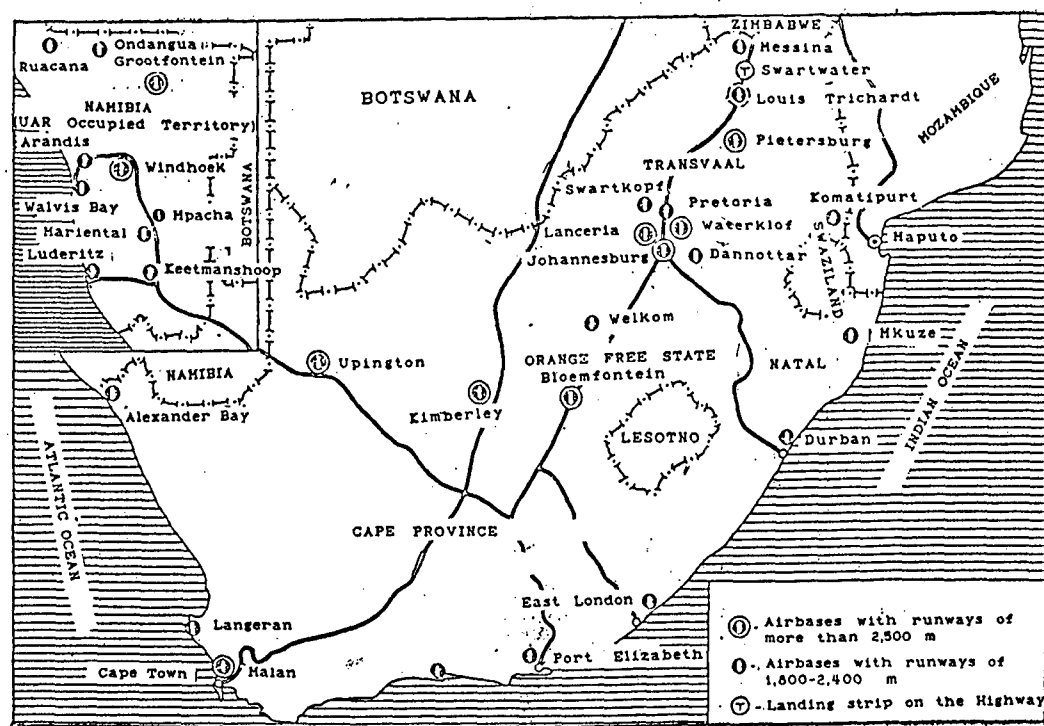 Ondangua
Ruacana
Grootfontein
NAMIBIA
(UAR Occupied Territory)
Arandis
Windhoek
Walvis Bay
Mpacha
Mariental
Luderitz
Keetmanshoop
BOTSWANA
BOTSWANA
ZIMBABWE
Messina
Swartwater
Louis Trichardt
MOZAMBIQUE
Pietersburg
TRANSVAAL
Swartkopf
Pretoria
Komatipurt
Lanceria
Waterklof
Johannesburg
Dannottar
SWAZILAND
Maputo
Welkom
Mkuze
NAMIBIA
Upington
ORANGE FREE STATE
Bloemfontein
NATAL
Alexander Bay
Kimberley
LESOTNO
Durban
INDIAN OCEAN
ATLANTIC OCEAN
CAPE PROVINCE
East London
Langeran
Cape Town
Malan
Port Elizabeth
- Airbases with runways of
more than 2,500 m
- Airbases with runways of
1,800-2,400 m
- Landing strip on the Highway